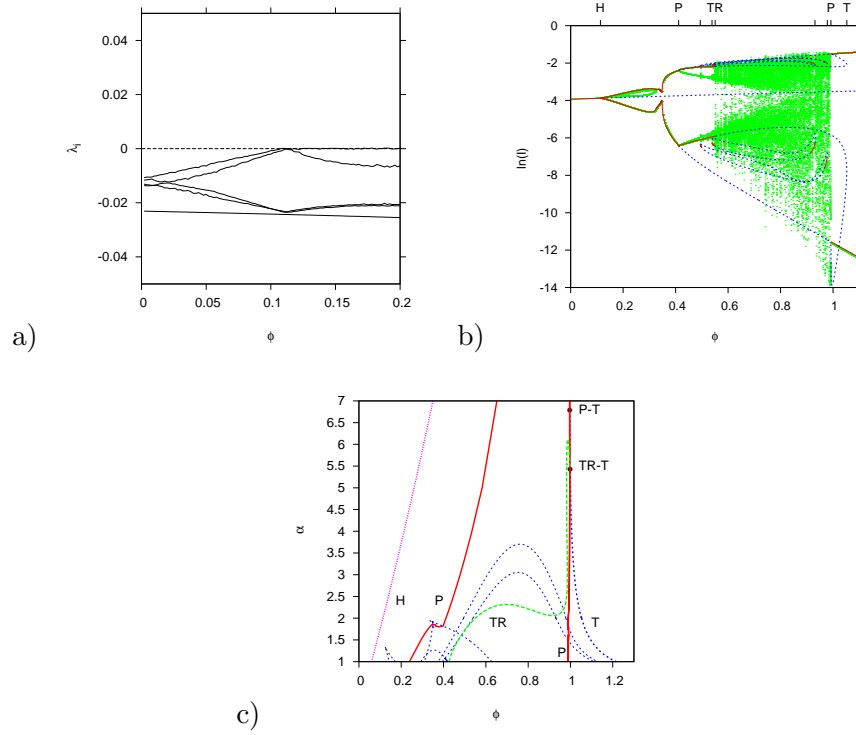 0.04
0.02
0
-0.02
-0.04
λi
0 0.05 0.1 0.15 0.2
ϕ
a)
H P TR P T
0
-2
-4
-6
-8
-10
-12
-14
ln(I)
0 0.2 0.4 0.6 0.8 1
ϕ
b)
7
6.5
6
5.5
5
4.5
4
3.5
3
2.5
2
1.5
1
α
P-T
TR-T
H P
TR T
P
0 0.2 0.4 0.6 0.8 1 1.2
ϕ
c)